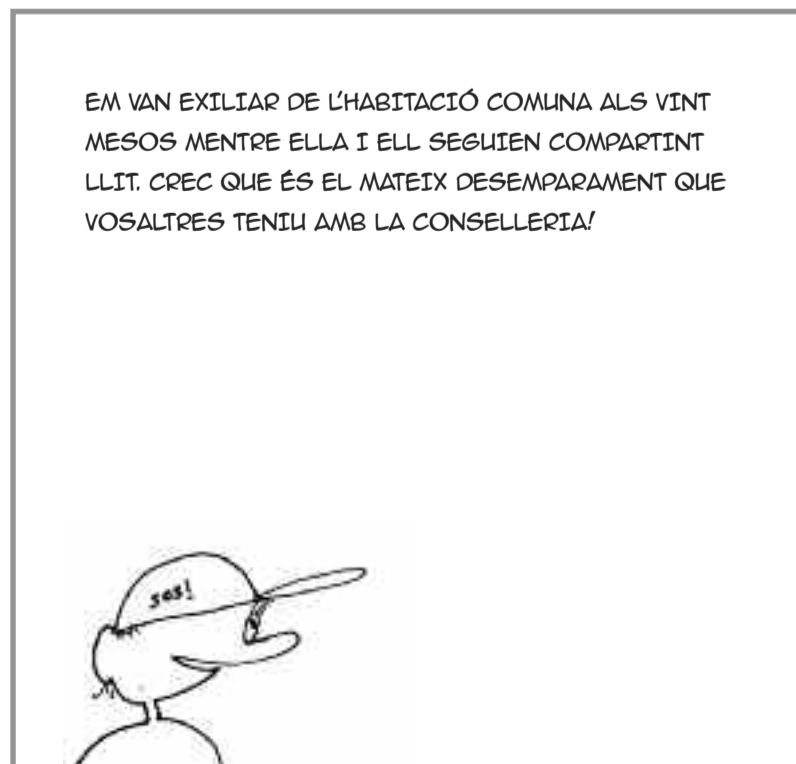 EM VAN EXILIAR DE L'HABITACIÓ COMUNA ALS VINT
MESOS MENTRE ELLA I ELL SEGUIEN COMPARTINT
LLIT. CREC QUE ÉS EL MATEIX DESEMPARAMENT QUE
VOSALTRES TENIU AMB LA CONSELLERIA!
sos!